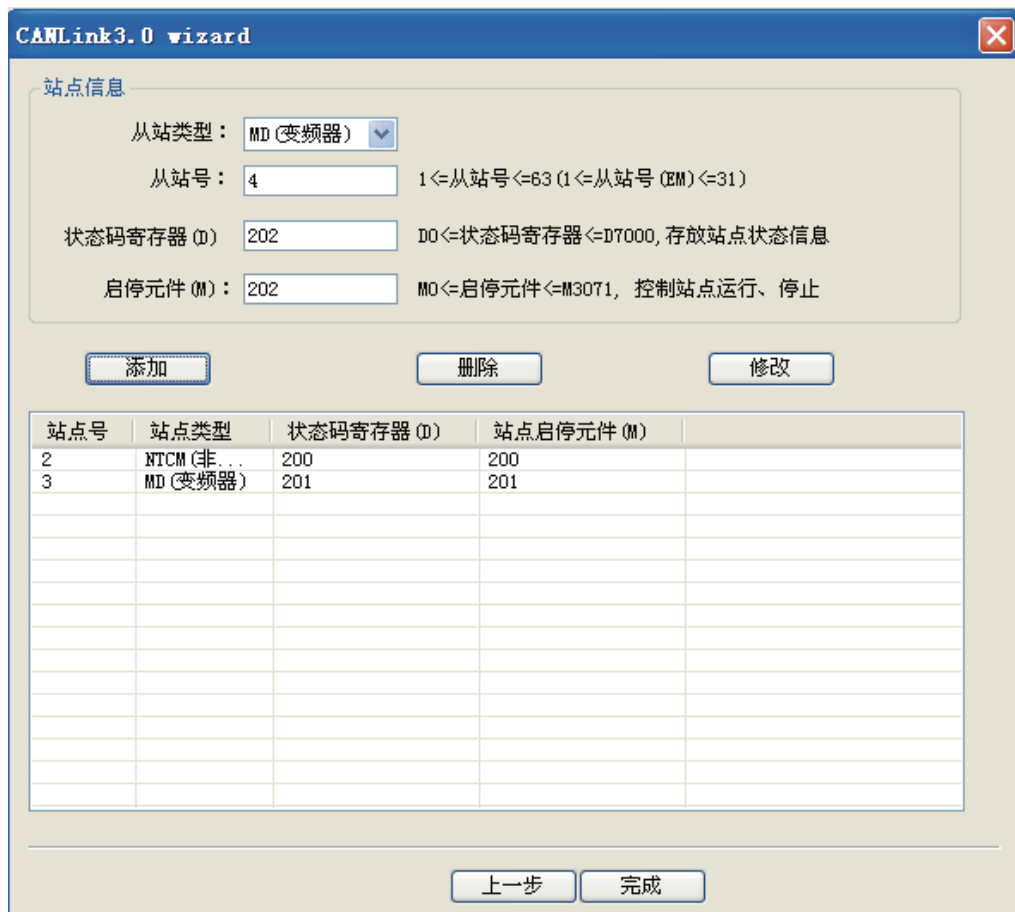 CANLink3.0 wizard
站点信息
从站类型： MD(变频器)
从站号： 4 1<=从站号<=63(1<=从站号(EM)<=31)
状态码寄存器(D) 202 D0<=状态码寄存器<=D7000,存放站点状态信息
启停元件(M)： 202 M0<=启停元件<=M3071, 控制站点运行、停止
添加 删除 修改
站点号 站点类型 状态码寄存器(D) 站点启停元件(M)
2 NTCM(非... 200 200
3 MD(变频器) 201 201
上一步 完成